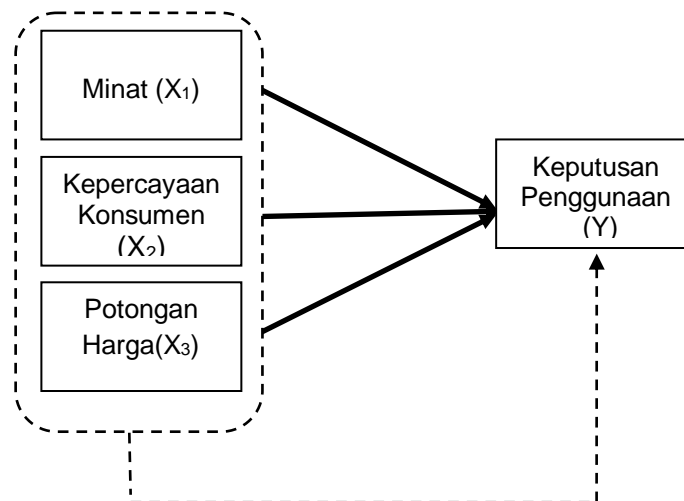 Minat (X₁)
Kepercayaan
Konsumen
(X₂)
Potongan
Harga(X₃)
Keputusan
Penggunaan
(Y)